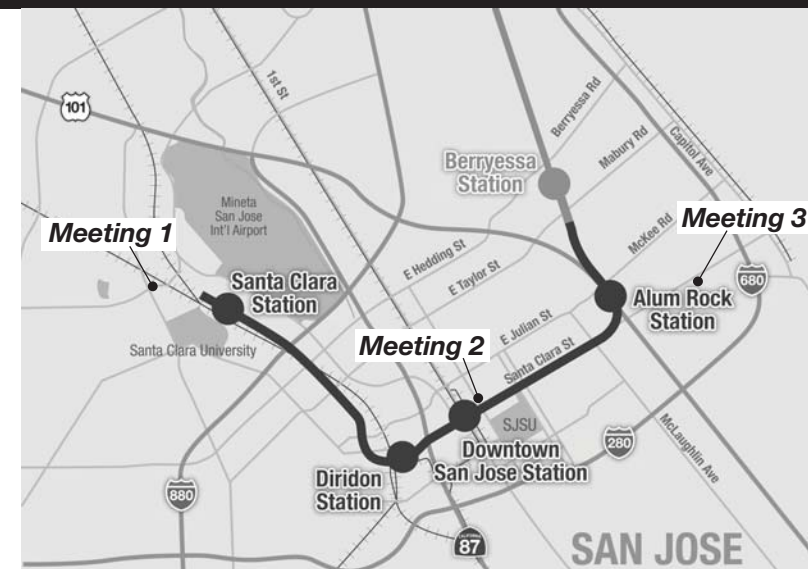 101
1st St
Berryessa Rd
Mabury Rd
Capitol Ave
Berryessa
Station
Mineta
San Jose
Int'l Airport
Meeting 1
McKee Rd
Meeting 3
E Hedding St
E Taylor St
680
Santa Clara
Station
Alum Rock
Station
E Julian St
Santa Clara University
Meeting 2
Santa Clara St
SJSU
McLaughlin Ave
280
Downtown
San Jose Station
Diridon
Station
880
CALIFORNIA
87
SAN JOSE